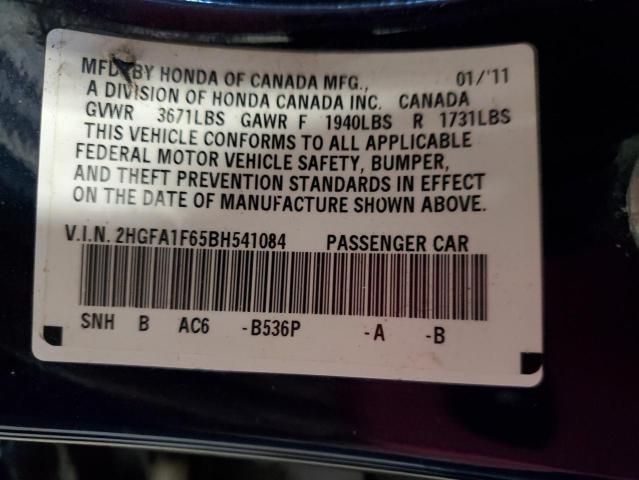 MFD. BY HONDA OF CANADA MFG., 01/'11
A DIVISION OF HONDA CANADA INC. CANADA
GVWR 3671LBS GAWR F 1940LBS R 1731LBS
THIS VEHICLE CONFORMS TO ALL APPLICABLE
FEDERAL MOTOR VEHICLE SAFETY, BUMPER,
AND THEFT PREVENTION STANDARDS IN EFFECT
ON THE DATE OF MANUFACTURE SHOWN ABOVE.
V.I.N. 2HGFA1F65BH541084 PASSENGER CAR
SNH B AC6 -B536P -A -B